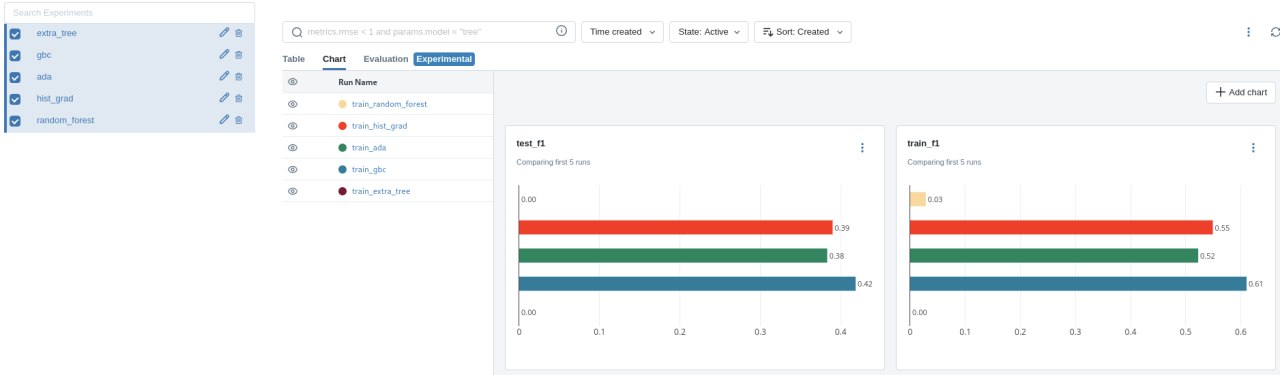 Search Experiments
extra_tree
gbc
ada
hist_grad
random_forest
metrics.rmse < 1 and params.model = "tree"
Time created
State: Active
Sort: Created
Table Chart Evaluation Experimental
Run Name
train_random_forest
train_hist_grad
train_ada
train_gbc
train_extra_tree
Add chart
test_f1
Comparing first 5 runs
0.00
0.39
0.38
0.42
0.00
0 0.1 0.2 0.3 0.4
train_f1
Comparing first 5 runs
0.03
0.55
0.52
0.61
0.00
0 0.1 0.2 0.3 0.4 0.5 0.6